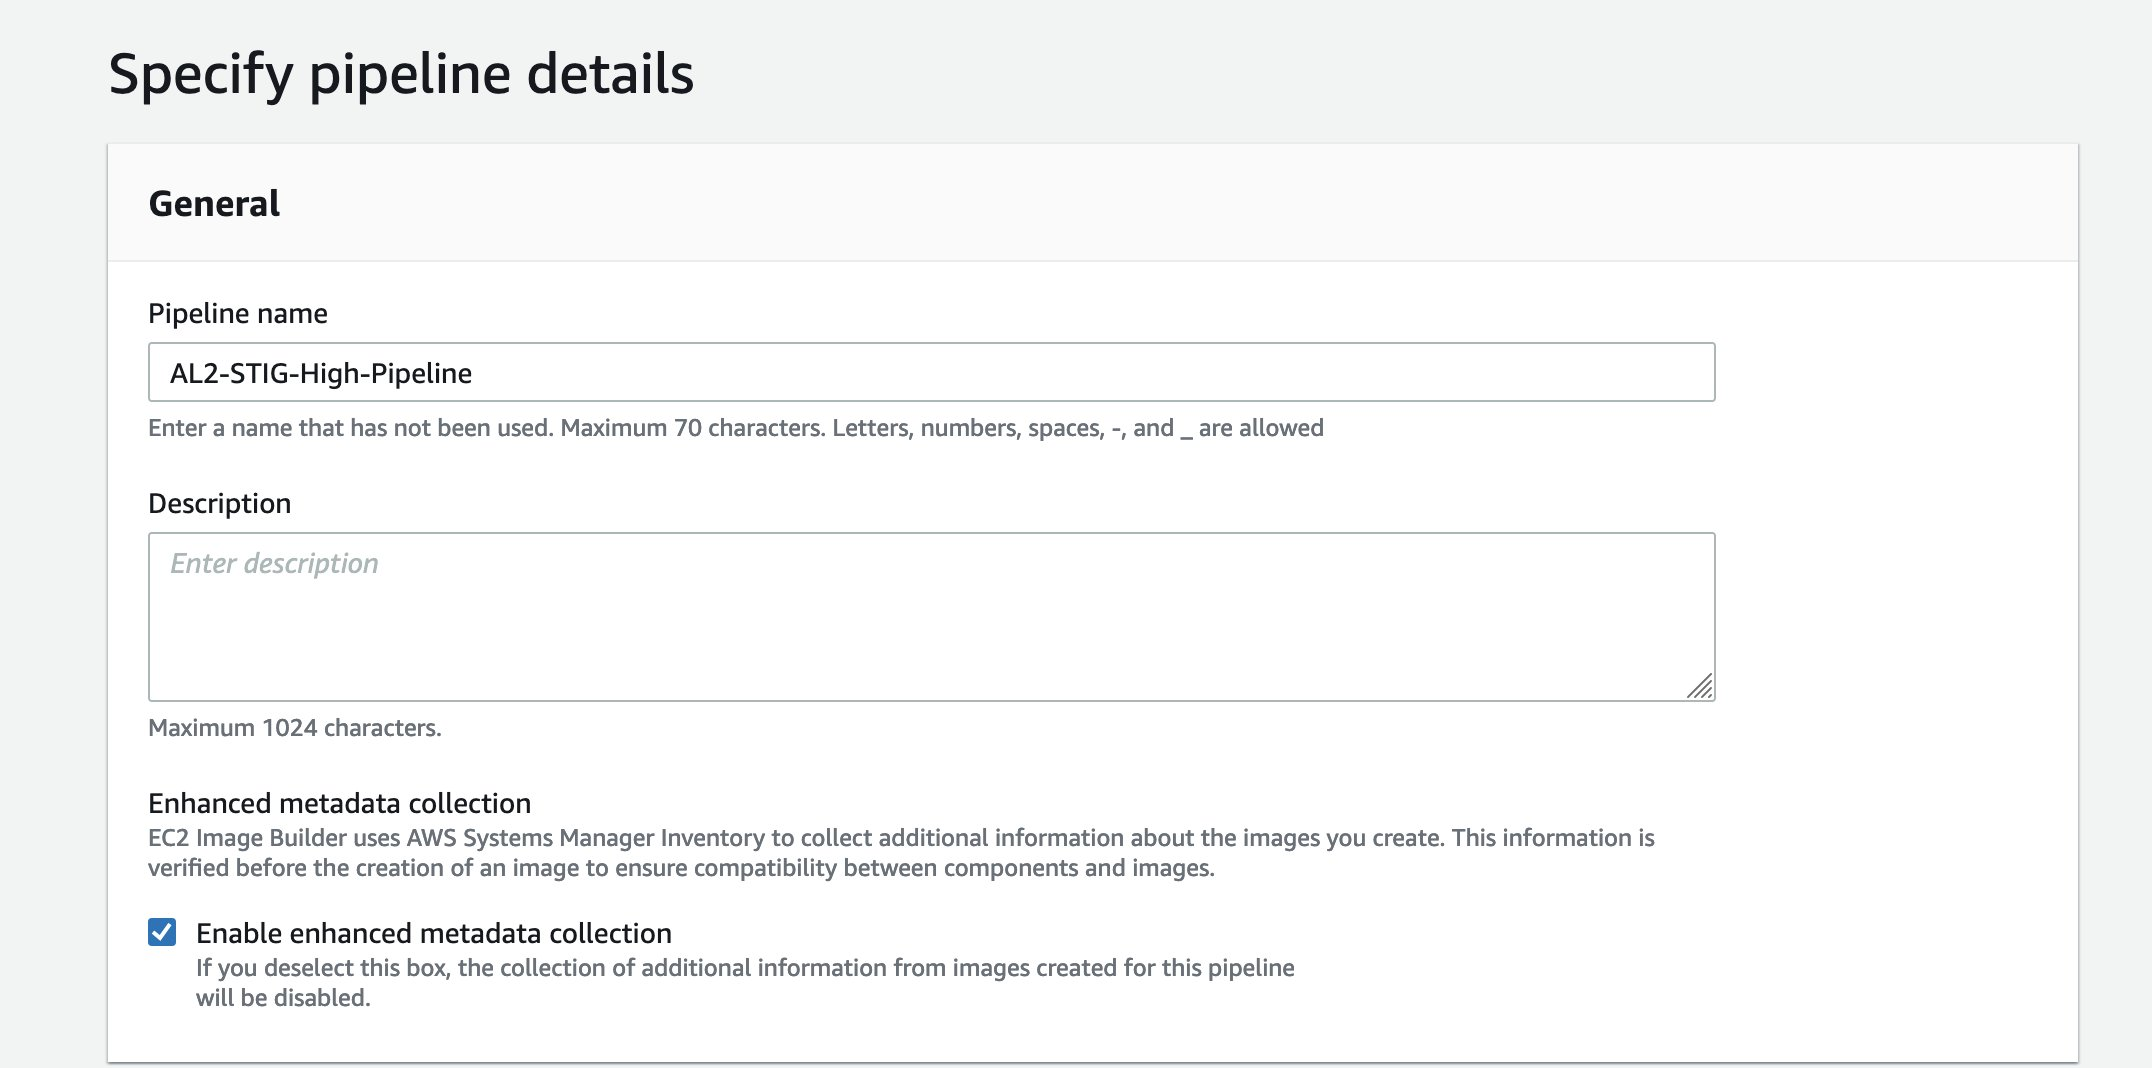 Specify pipeline details
General
Pipeline name
AL2-STIG-High-Pipeline
Enter a name that has not been used. Maximum 70 characters. Letters, numbers, spaces, -, and _ are allowed
Description
Enter description
Maximum 1024 characters.
Enhanced metadata collection
EC2 Image Builder uses AWS Systems Manager Inventory to collect additional information about the images you create. This information is
verified before the creation of an image to ensure compatibility between components and images.
Enable enhanced metadata collection
If you deselect this box, the collection of additional information from images created for this pipeline
will be disabled.